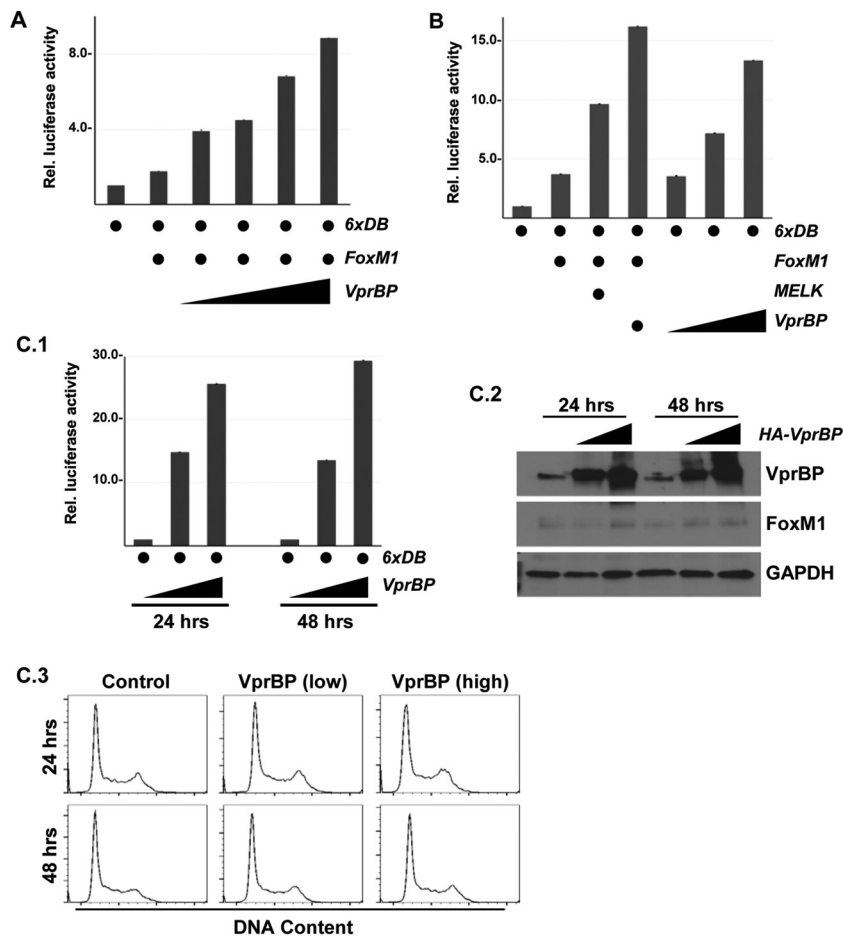 A
Rel. luciferase activity
8.0-
4.0-
6xDB
FoxM1
VprBP
B
Rel. luciferase activity
15.0-
10.0-
5.0-
6xDB
FoxM1
MELK
VprBP
C.1
Rel. luciferase activity
30.0-
20.0-
10.0-
6xDB
VprBP
24 hrs
48 hrs
C.2
24 hrs
48 hrs
HA-VprBP
VprBP
FoxM1
GAPDH
C.3
Control
VprBP (low)
VprBP (high)
24 hrs
48 hrs
DNA Content